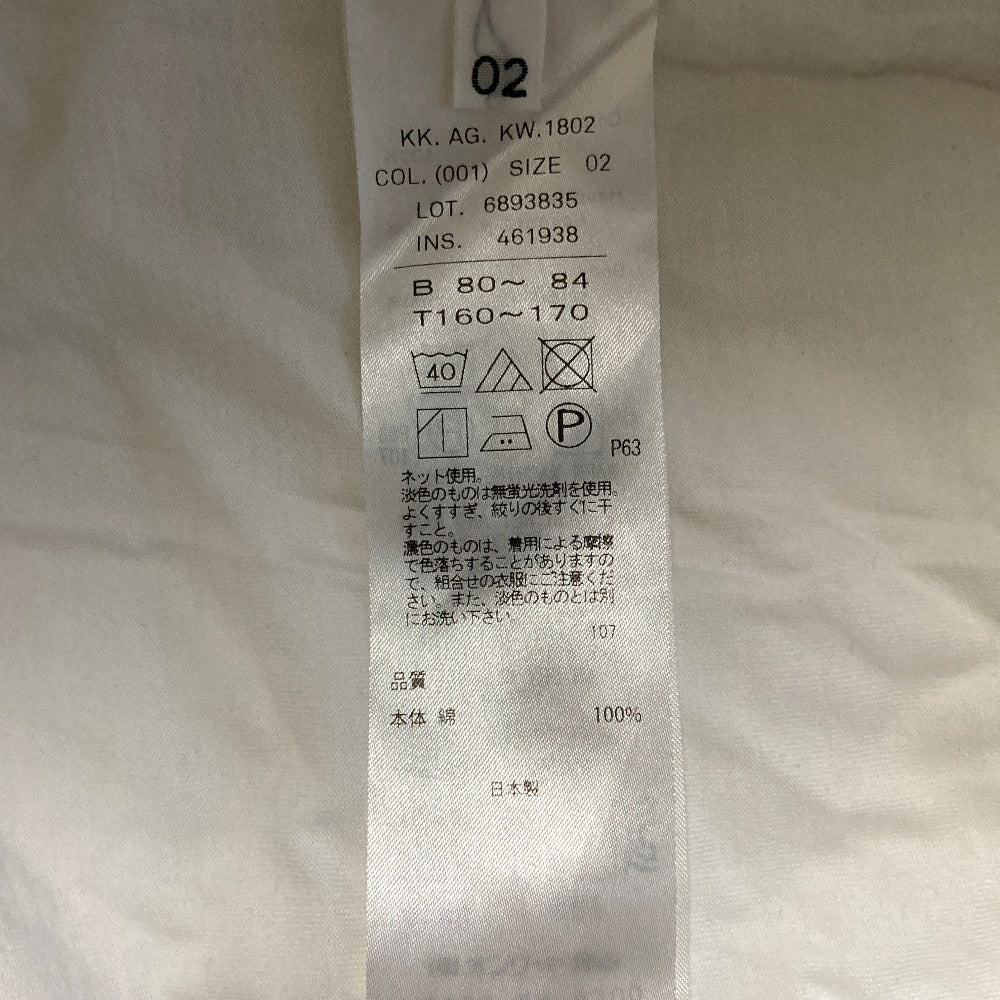 02
KK. AG. KW.1802
COL. (001) SIZE 02
LOT. 6893835
INS. 461938
B 80～ 84
T160～170
40
P
P63
ネット使用。
淡色のものは無蛍光洗剤を使用。
よくすすぎ、絞りの後すぐに干
すこと。
濃色のものは、着用による摩擦
で色落ちすることがありますの
で、組合せの衣服にご注意くだ
さい。また、淡色のものとは別
にお洗い下さい。
107
品質
本体 綿 100%
日本製